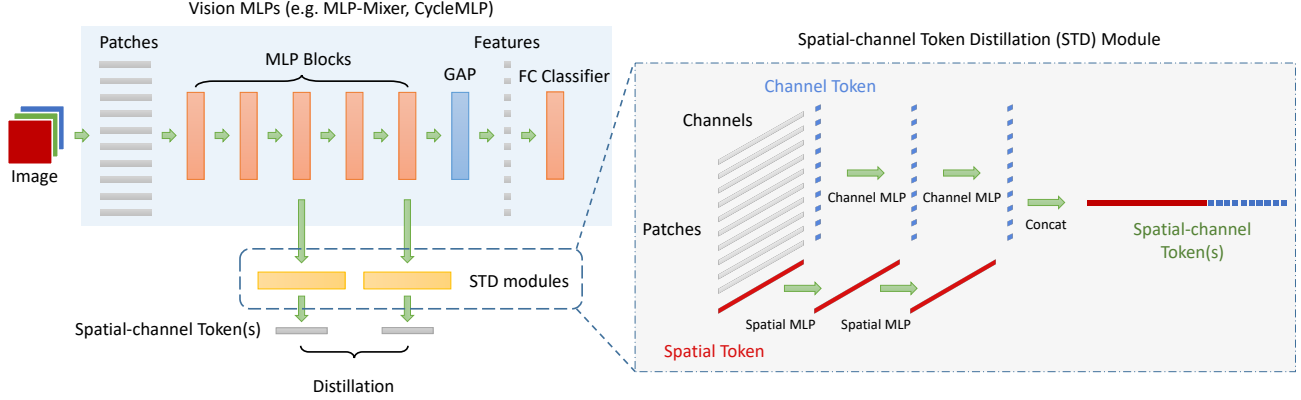 Vision MLPs (e.g. MLP-Mixer, CycleMLP)
Patches
MLP Blocks
GAP
Features
FC Classifier
Image
STD modules
Spatial-channel Token(s)
Distillation
Spatial-channel Token Distillation (STD) Module
Channel Token
Channels
Channel MLP
Channel MLP
Patches
Concat
Spatial-channel
Token(s)
Spatial MLP
Spatial MLP
Spatial Token